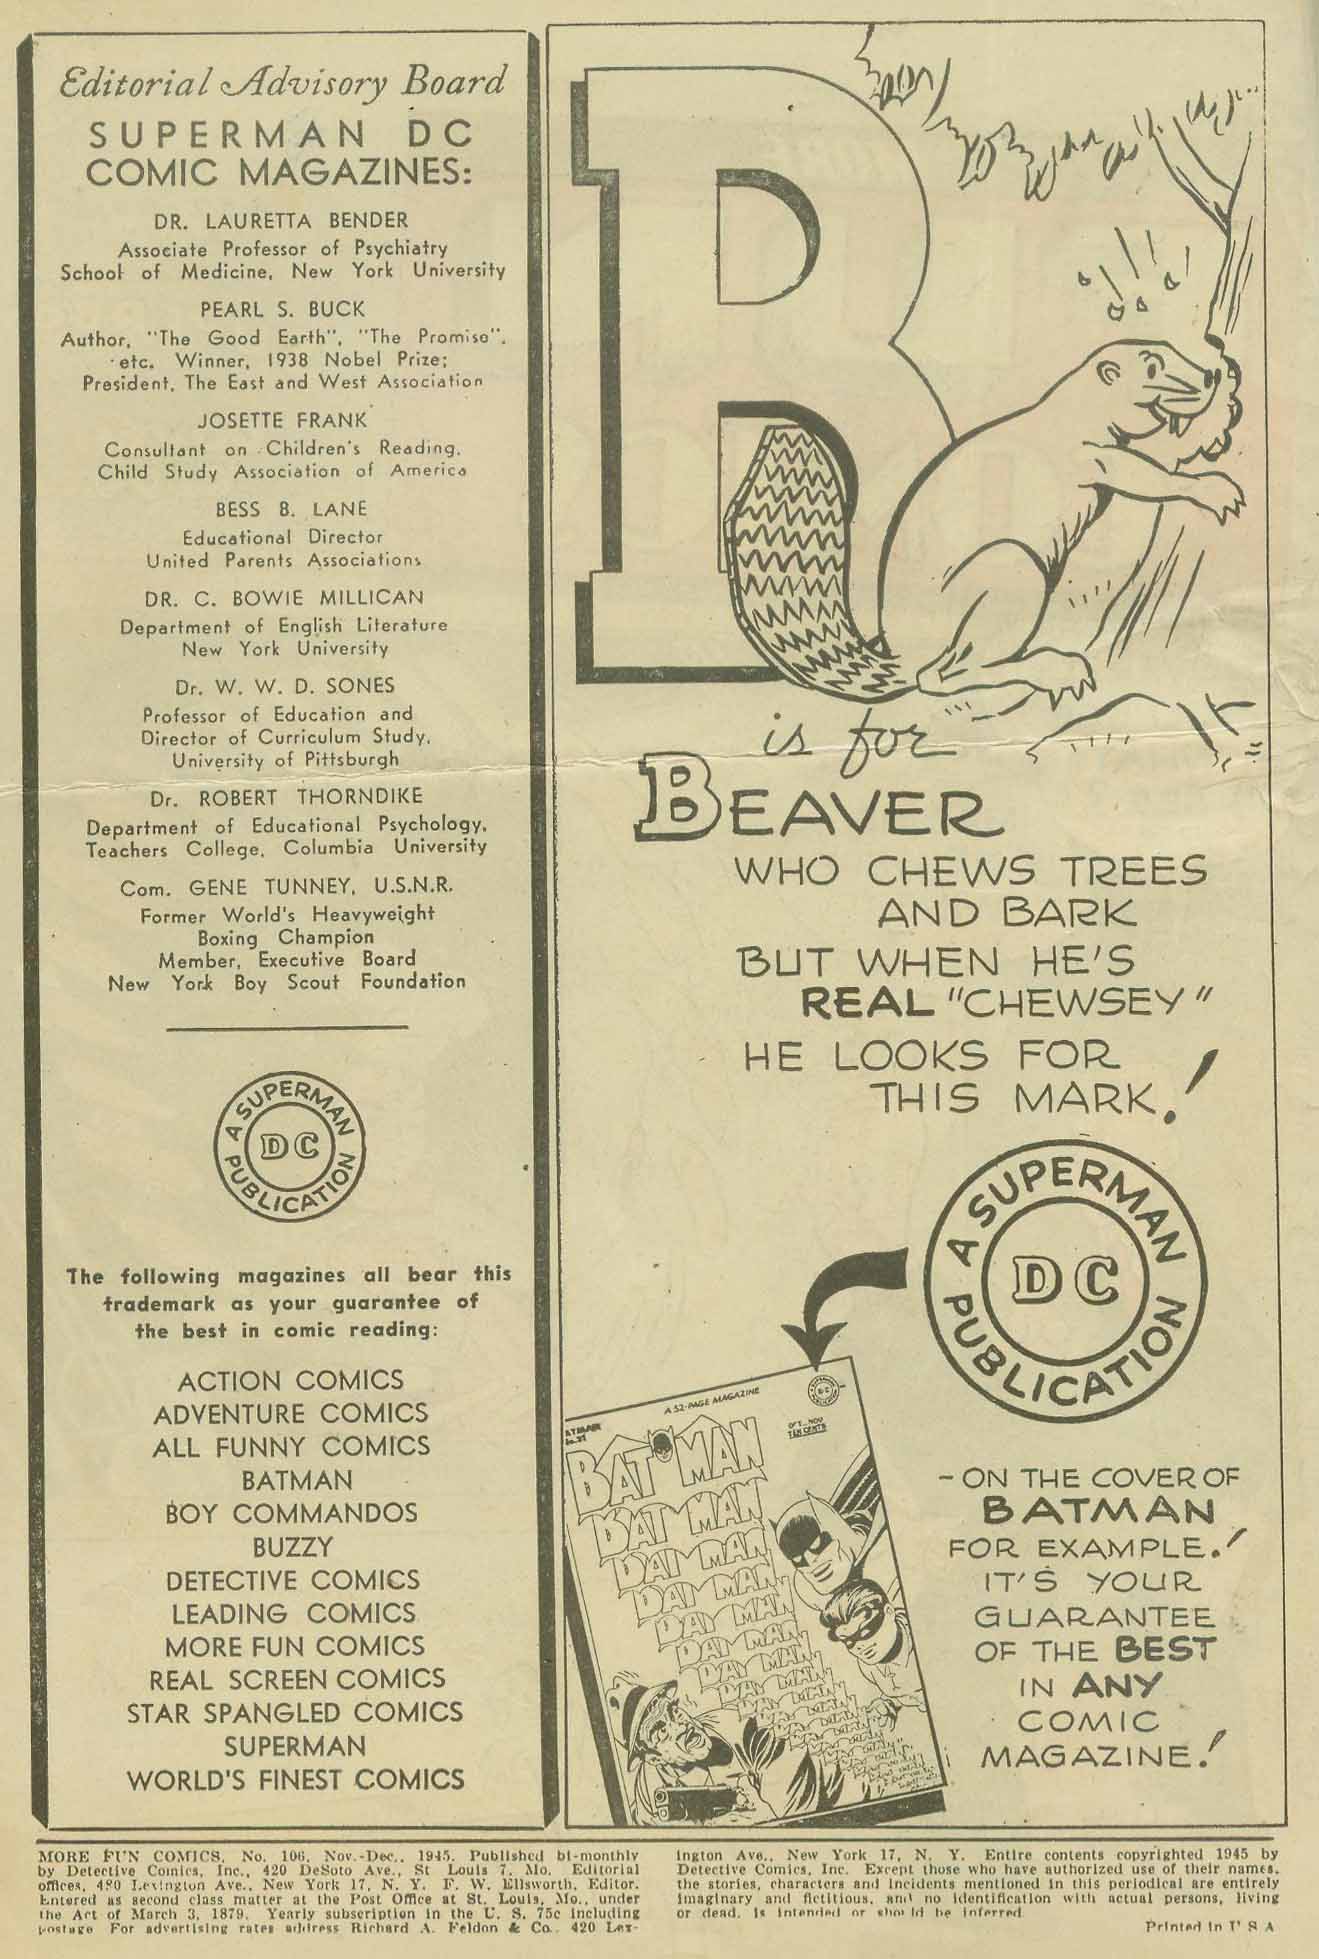 Editorial Advisory Board
SUPERMAN DC
COMIC MAGAZINES:
DR. LAURETTA BENDER
Associate Professor of Psychiatry
School of Medicine, New York University
PEARL S. BUCK
Author, "The Good Earth", "The Promise",
etc. Winner, 1938 Nobel Prize;
President, The East and West Association
JOSETTE FRANK
Consultant on Children's Reading,
Child Study Association of America
BESS B. LANE
Educational Director
United Parents Associations
DR. C. BOWIE MILLICAN
Department of English Literature
New York University
Dr. W. W. D. SONES
Professor of Education and
Director of Curriculum Study,
University of Pittsburgh
Dr. ROBERT THORNDIKE
Department of Educational Psychology,
Teachers College, Columbia University
Com. GENE TUNNEY, U.S.N.R.
Former World's Heavyweight
Boxing Champion
Member, Executive Board
New York Boy Scout Foundation
A SUPERMAN
DC
PUBLICATION
The following magazines all bear this
trademark as your guarantee of
the best in comic reading:
ACTION COMICS
ADVENTURE COMICS
ALL FUNNY COMICS
BATMAN
BOY COMMANDOS
BUZZY
DETECTIVE COMICS
LEADING COMICS
MORE FUN COMICS
REAL SCREEN COMICS
STAR SPANGLED COMICS
SUPERMAN
WORLD'S FINEST COMICS
B
is for
BEAVER
WHO CHEWS TREES
AND BARK
BUT WHEN HE'S
REAL "CHEWSEY"
HE LOOKS FOR
THIS MARK!
A SUPERMAN
DC
PUBLICATION
A 52-PAGE MAGAZINE
OCT.-NOV.
TEN CENTS
BATMAN
BATMAN
BATMAN
BATMAN
BATMAN
BATMAN
BATMAN
BATMAN
BATMAN
BATMAN
- ON THE COVER OF
BATMAN
FOR EXAMPLE!
IT'S YOUR
GUARANTEE
OF THE BEST
IN ANY
COMIC
MAGAZINE!
MORE FUN COMICS, No. 106, Nov.-Dec., 1945. Published bi-monthly
by Detective Comics, Inc., 420 DeSoto Ave., St Louis 7, Mo. Editorial
offices, 480 Lexington Ave., New York 17, N. Y. F. W. Ellsworth, Editor.
Entered as second class matter at the Post Office at St. Louis, Mo., under
the Act of March 3, 1879. Yearly subscription in the U. S. 75c including
postage For advertising rates address Richard A. Feldon & Co., 420 Lex-
ington Ave., New York 17, N. Y. Entire contents copyrighted 1945 by
Detective Comics, Inc. Except those who have authorized use of their names,
the stories, characters and incidents mentioned in this periodical are entirely
imaginary and fictitious, and no identification with actual persons, living
or dead, is intended or should be inferred
Printed in U S A